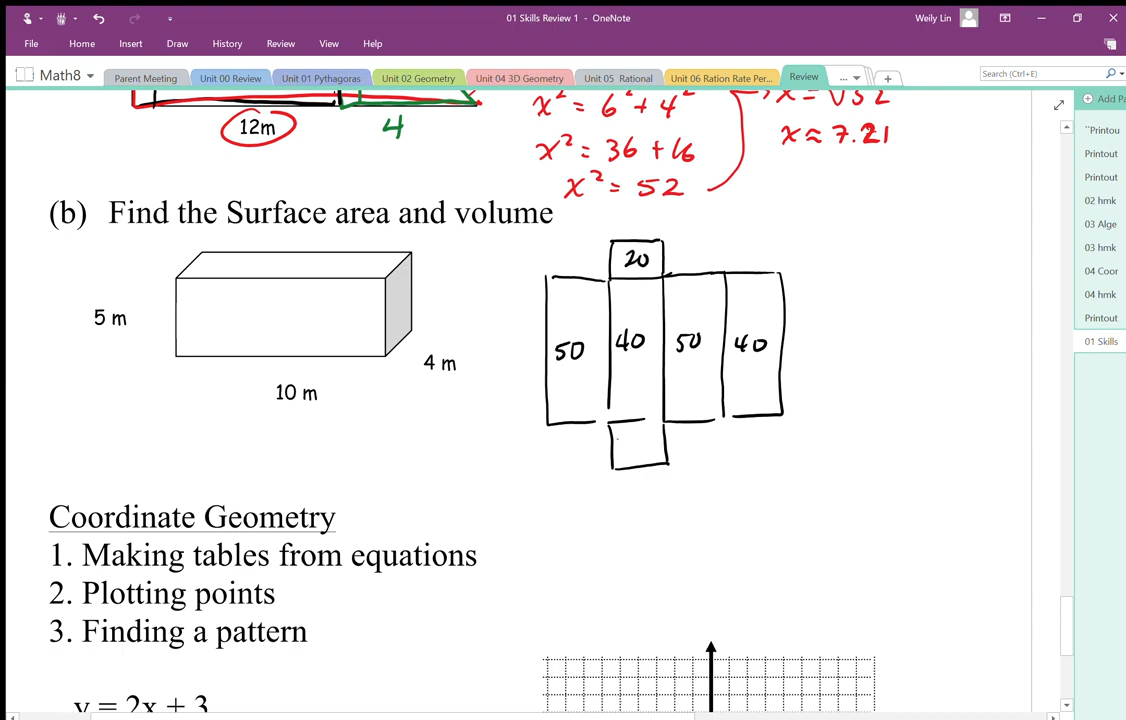 01 Skills Review 1 - OneNote
Weily Lin
File Home Insert Draw History Review View Help
Math8
Parent Meeting Unit 00 Review Unit 01 Pythagoras Unit 02 Geometry Unit 04 3D Geometry Unit 05 Rational Unit 06 Ration Rate Per... Review ...
Search (Ctrl+E)
Add Pa
``Printou
Printout
Printout
02 hmk
03 Alge
03 hmk
04 Coor
04 hmk
Printout
01 Skills
12m
4
x² = 6² + 4²
x = √52
x² = 36 + 16
x ≈ 7.21
x² = 52
(b) Find the Surface area and volume
5 m
4 m
10 m
20
50 40 50 40
Coordinate Geometry
1. Making tables from equations
2. Plotting points
3. Finding a pattern
y = 2x + 3